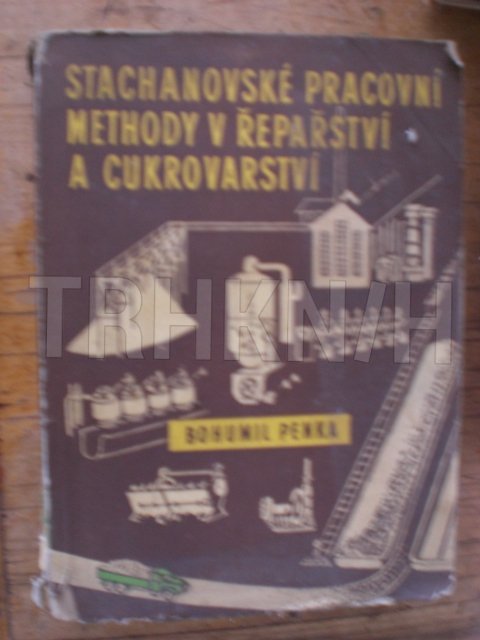 STACHANOVSKÉ PRACOVNÍ
METHODY V ŘEPAŘSTVÍ
A CUKROVARSTVÍ
TRHKNIH
BOHUMIL PENKA